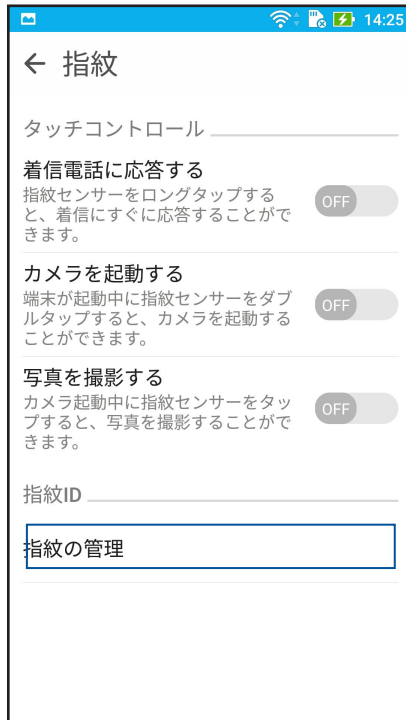 14:25
指紋
タッチコントロール
着信電話に応答する
指紋センサーをロングタップする
と、着信にすぐに応答することがで
きます。
OFF
カメラを起動する
端末が起動中に指紋センサーをダブ
ルタップすると、カメラを起動する
ことができます。
OFF
写真を撮影する
カメラ起動中に指紋センサーをタッ
プすると、写真を撮影することがで
きます。
OFF
指紋ID
指紋の管理